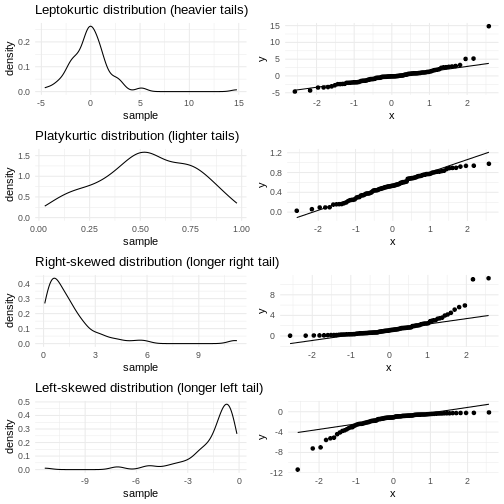 Leptokurtic distribution (heavier tails)
density
0.2
0.1
0.0
-5 0 5 10 15
sample
y
15
10
5
0
-5
-2 -1 0 1 2
x
Platykurtic distribution (lighter tails)
density
1.5
1.0
0.5
0.0
0.00 0.25 0.50 0.75 1.00
sample
y
1.2
0.8
0.4
0.0
-2 -1 0 1 2
x
Right-skewed distribution (longer right tail)
density
0.4
0.3
0.2
0.1
0.0
0 3 6 9
sample
y
8
4
0
-2 -1 0 1 2
x
Left-skewed distribution (longer left tail)
density
0.5
0.4
0.3
0.2
0.1
0.0
-9 -6 -3 0
sample
y
0
-4
-8
-12
-2 -1 0 1 2
x